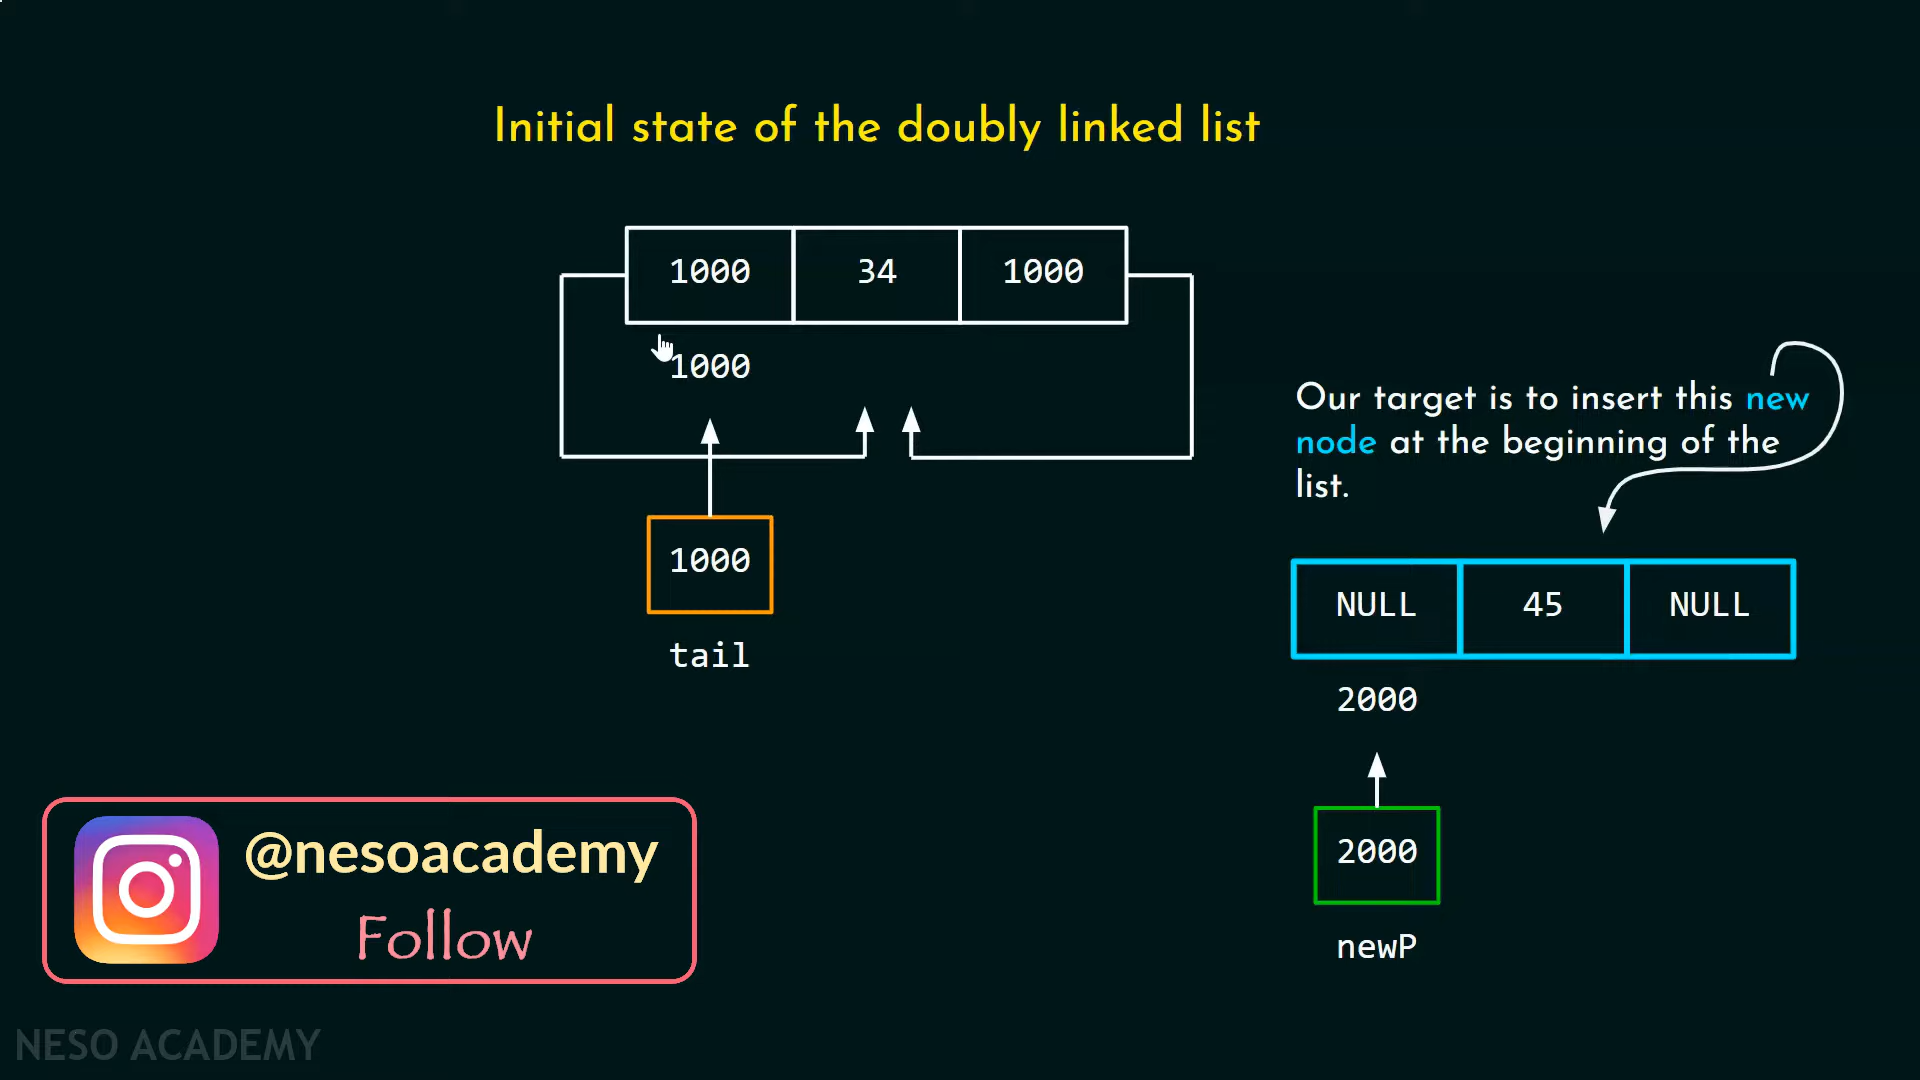 Initial state of the doubly linked list
1000 34 1000
1000
Our target is to insert this new
node at the beginning of the
list.
1000
tail
NULL 45 NULL
2000
2000
newP
@nesoacademy
Follow
NESO ACADEMY